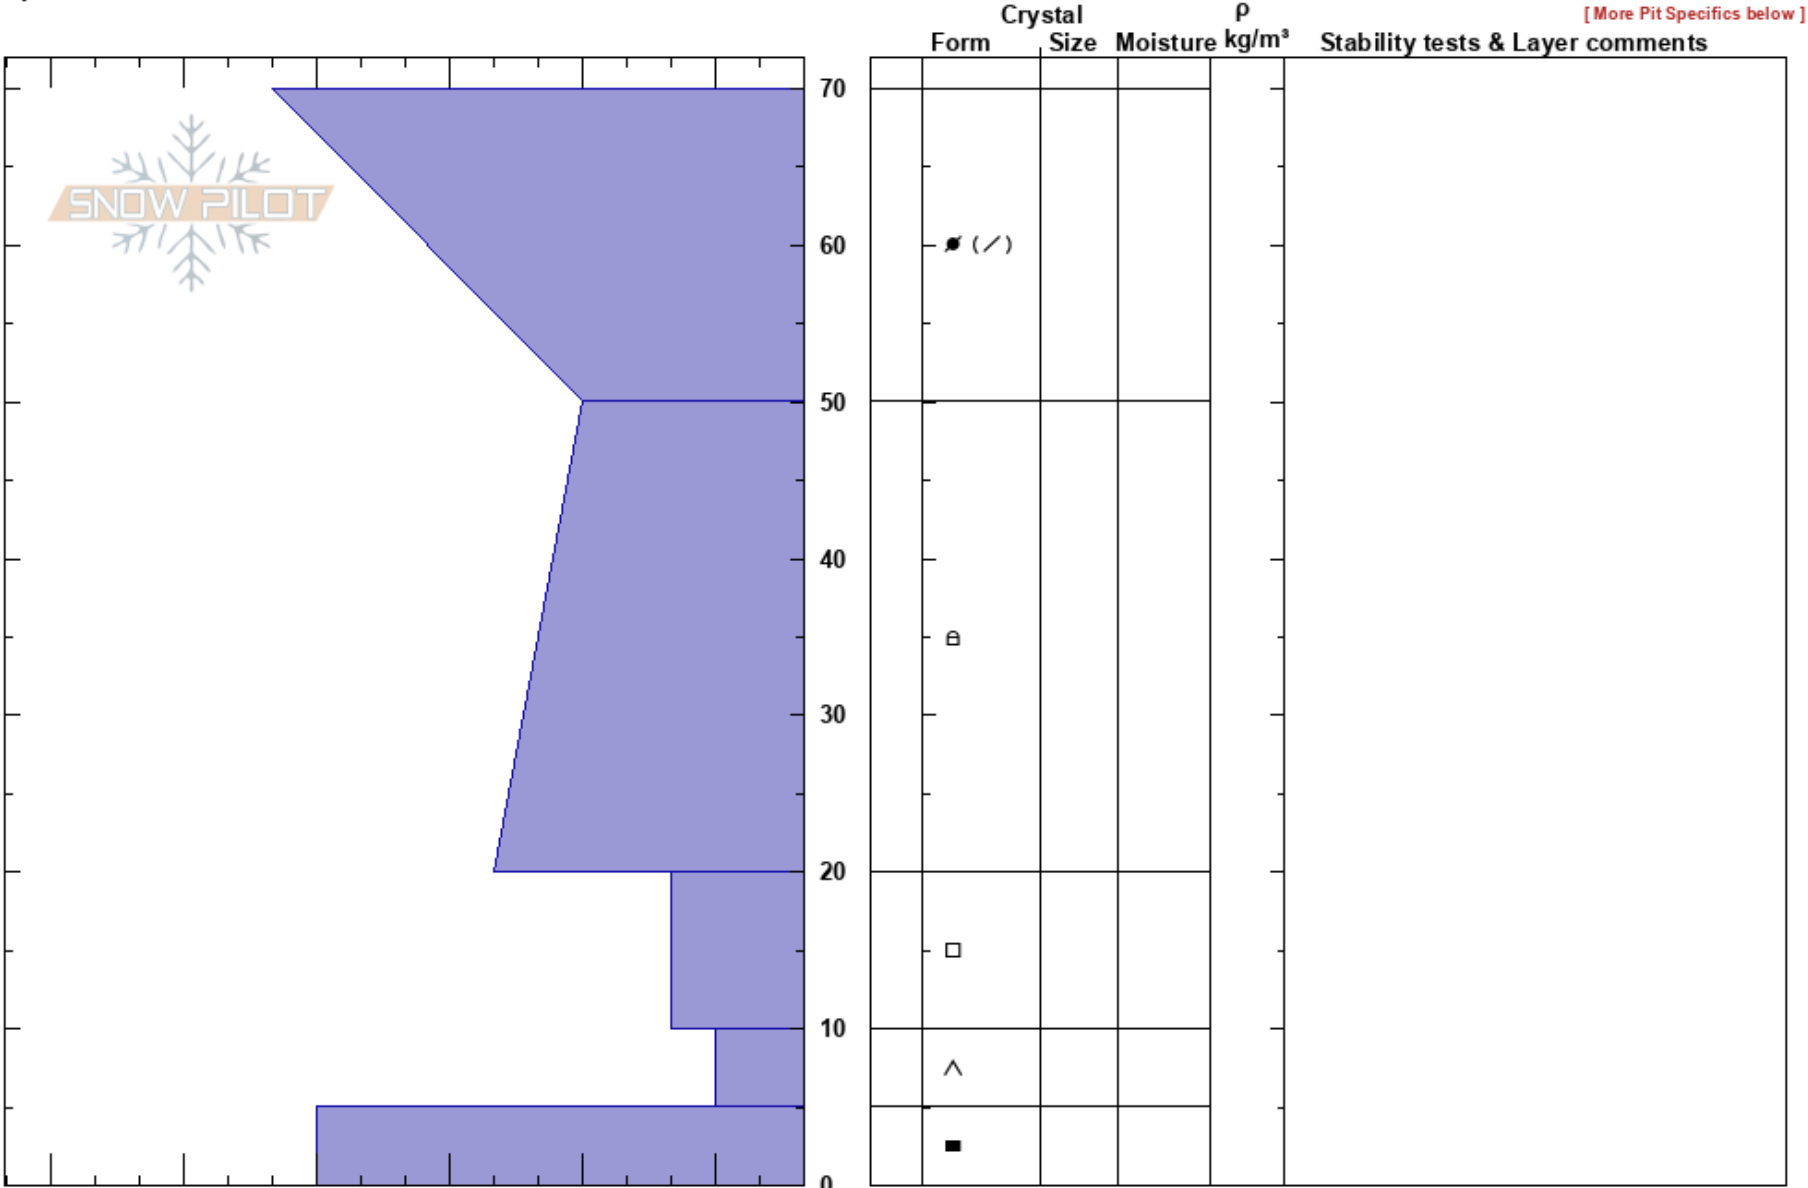 Crystal ρ [ More Pit Specifics below ]
Form Size Moisture kg/m³ Stability tests & Layer comments
70
SNOW PILOT
60 (/)
50
40
30
20
10
0